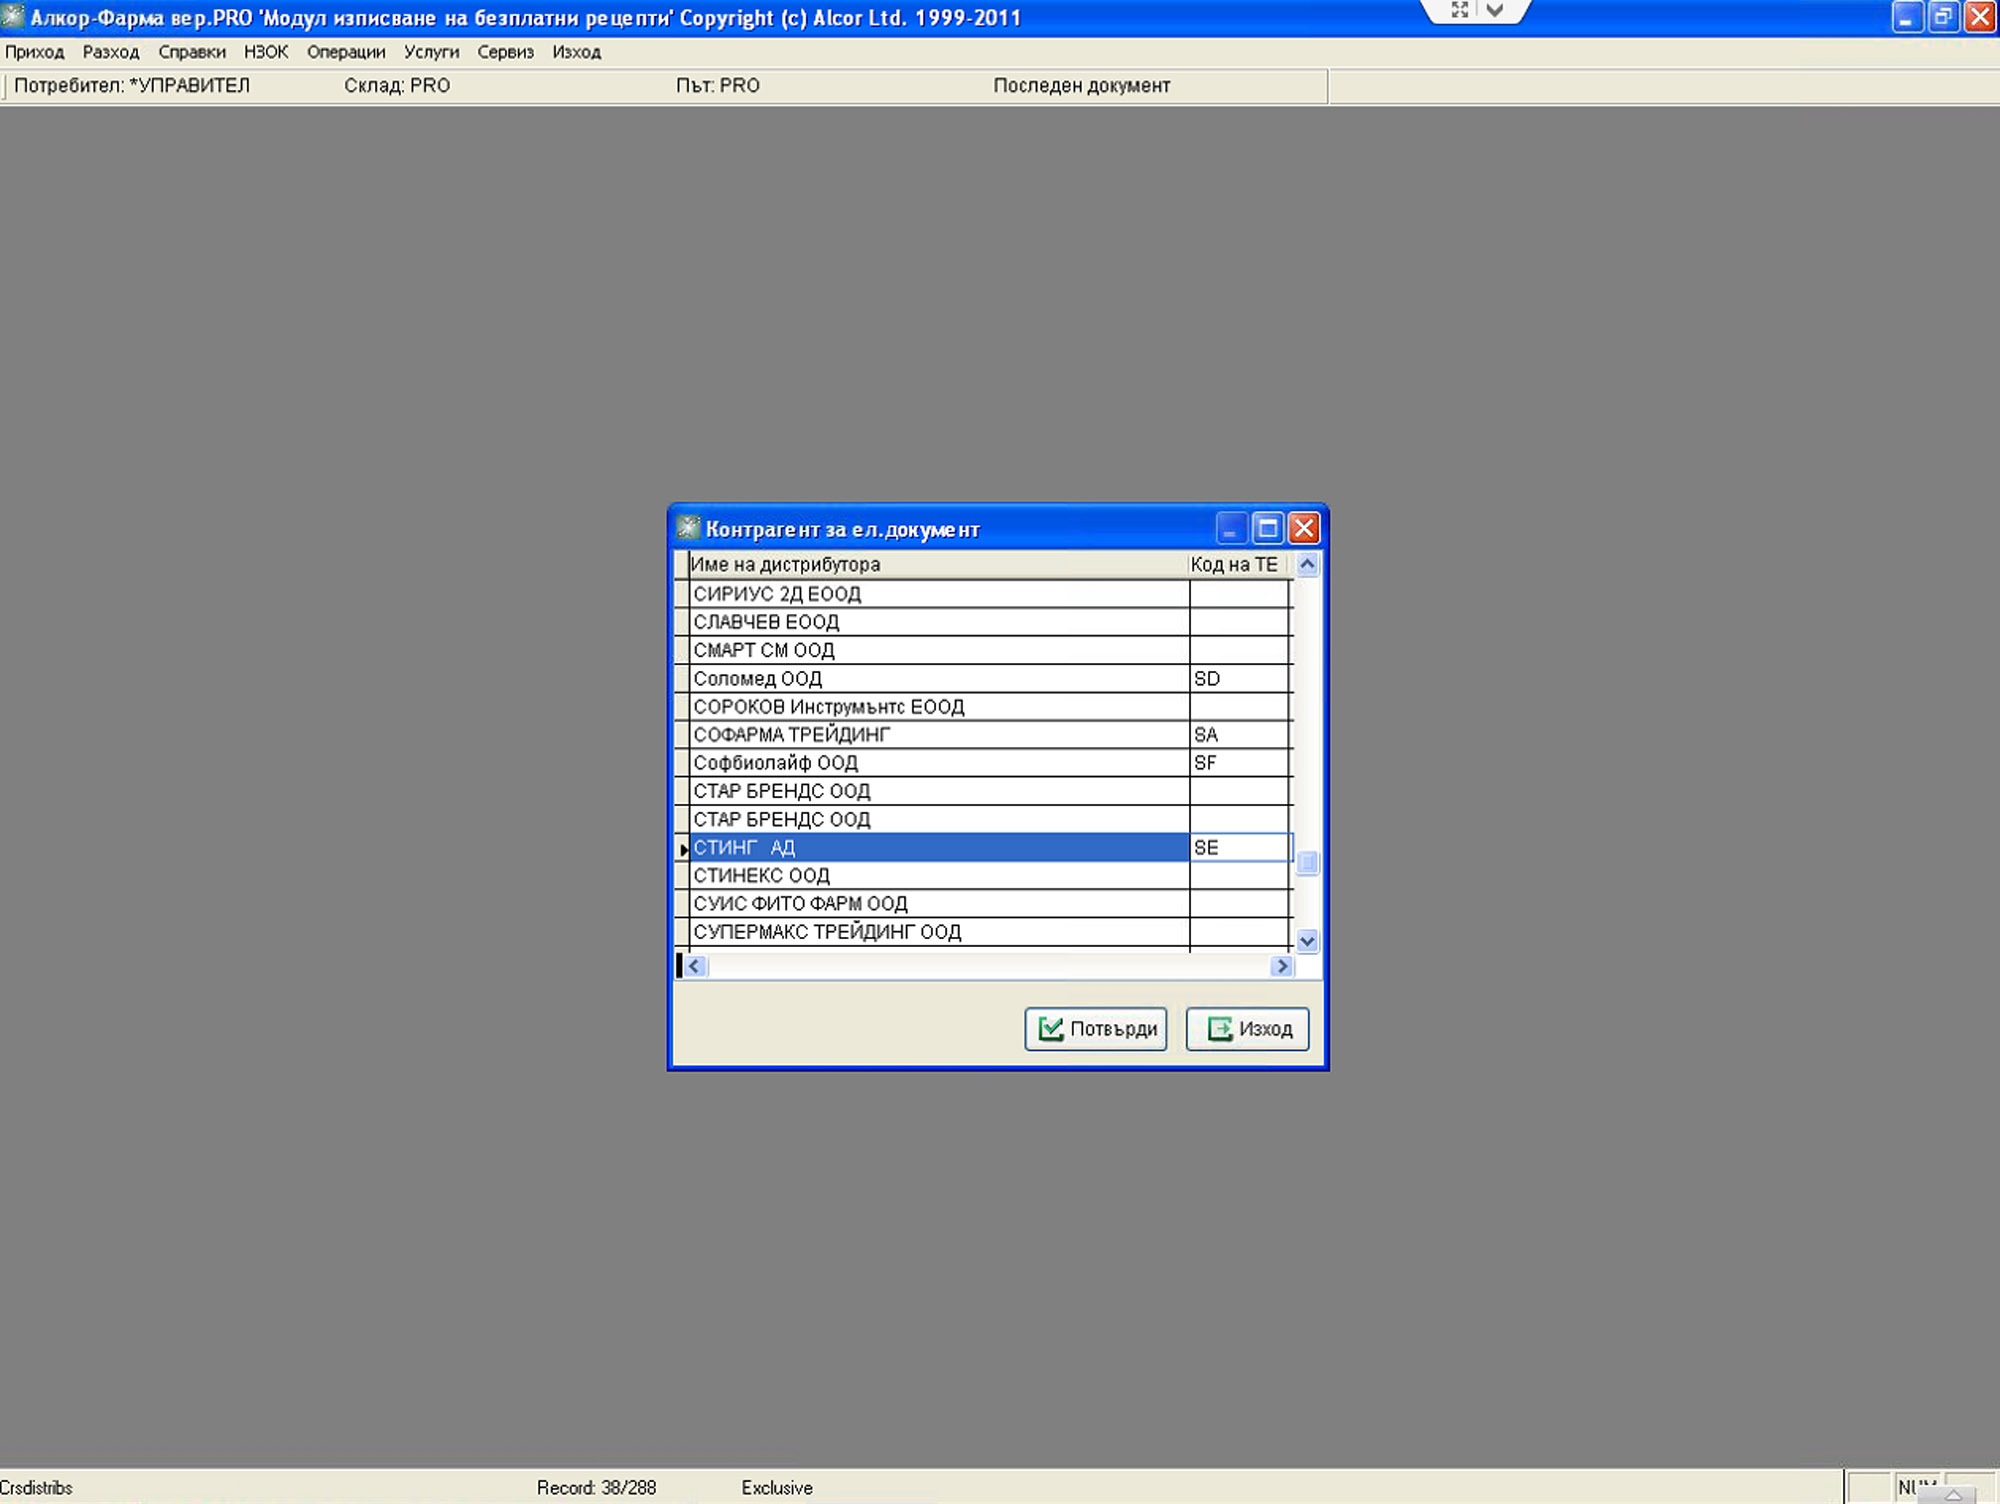 Алкор-Фарма вер.PRO 'Модул изписване на безплатни рецепти' Copyright (c) Alcor Ltd. 1999-2011
Приход Разход Справки НЗОК Операции Услуги Сервиз Изход
Потребител: *УПРАВИТЕЛ Склад: PRO Път: PRO Последен документ
Контрагент за ел.документ
Име на дистрибутора Код на ТЕ
СИРИУС 2Д ЕООД
СЛАВЧЕВ ЕООД
СМАРТ СМ ООД
Соломед ООД SD
СОРОКОВ Инструмънтс ЕООД
СОФАРМА ТРЕЙДИНГ SA
Софбиолайф ООД SF
СТАР БРЕНДС ООД
СТАР БРЕНДС ООД
СТИНГ АД SE
СТИНЕКС ООД
СУИС ФИТО ФАРМ ООД
СУПЕРМАКС ТРЕЙДИНГ ООД
Потвърди Изход
Crsdistribs Record: 38/288 Exclusive